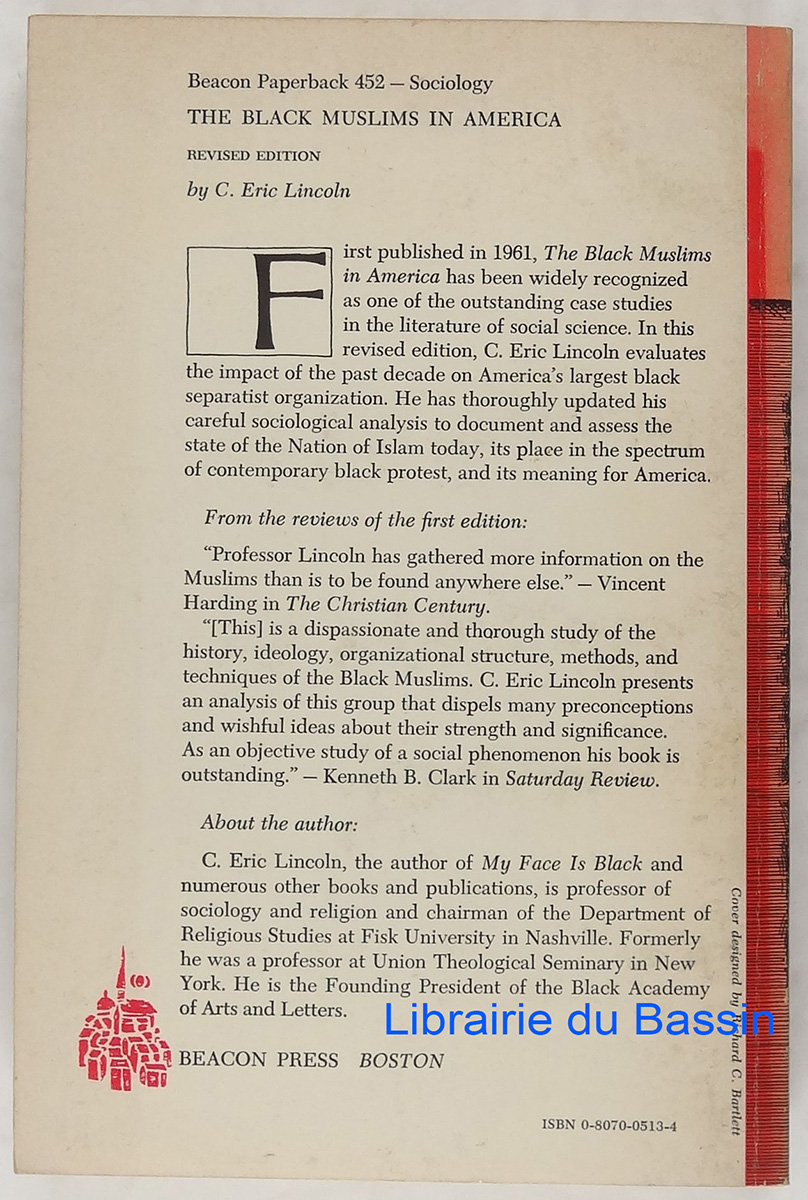 Beacon Paperback 452 – Sociology
THE BLACK MUSLIMS IN AMERICA
REVISED EDITION
by C. Eric Lincoln
First published in 1961, The Black Muslims
in America has been widely recognized
as one of the outstanding case studies
in the literature of social science. In this
revised edition, C. Eric Lincoln evaluates
the impact of the past decade on America's largest black
separatist organization. He has thoroughly updated his
careful sociological analysis to document and assess the
state of the Nation of Islam today, its place in the spectrum
of contemporary black protest, and its meaning for America.
From the reviews of the first edition:
“Professor Lincoln has gathered more information on the
Muslims than is to be found anywhere else.” – Vincent
Harding in The Christian Century.
“[This] is a dispassionate and thorough study of the
history, ideology, organizational structure, methods, and
techniques of the Black Muslims. C. Eric Lincoln presents
an analysis of this group that dispels many preconceptions
and wishful ideas about their strength and significance.
As an objective study of a social phenomenon his book is
outstanding.” – Kenneth B. Clark in Saturday Review.
About the author:
C. Eric Lincoln, the author of My Face Is Black and
numerous other books and publications, is professor of
sociology and religion and chairman of the Department of
Religious Studies at Fisk University in Nashville. Formerly
he was a professor at Union Theological Seminary in New
York. He is the Founding President of the Black Academy
of Arts and Letters.
Librairie du Bassin
BEACON PRESS BOSTON
ISBN 0-8070-0513-4
Cover designed by Richard C. Bartlett